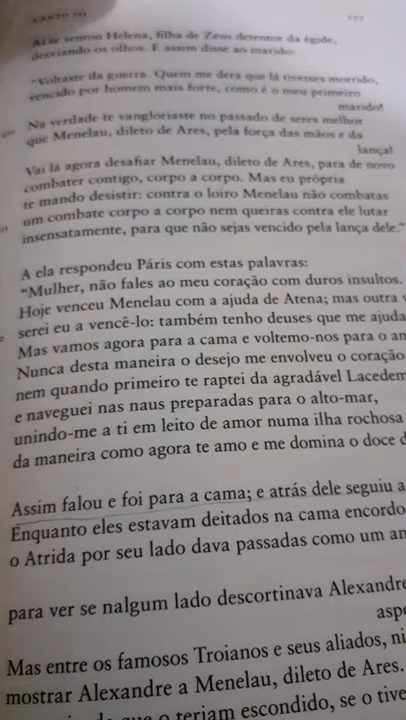 CANTO III 177
Aí se sentou Helena, filha de Zeus detentor da égide,
desviando os olhos. E assim disse ao marido:
"Voltaste da guerra. Quem me dera que lá tivesses morrido,
vencido por homem mais forte, como é o meu primeiro
marido!
Na verdade te vangloriaste no passado de seres melhor
que Menelau, dileto de Ares, pela força das mãos e da
lança!
Vai lá agora desafiar Menelau, dileto de Ares, para de novo
combater contigo, corpo a corpo. Mas eu própria
te mando desistir: contra o loiro Menelau não combatas
um combate corpo a corpo nem queiras contra ele lutar
insensatamente, para que não sejas vencido pela lança dele."
A ela respondeu Páris com estas palavras:
"Mulher, não fales ao meu coração com duros insultos.
Hoje venceu Menelau com a ajuda de Atena; mas outra v
serei eu a vencê-lo: também tenho deuses que me ajuda
Mas vamos agora para a cama e voltemo-nos para o am
Nunca desta maneira o desejo me envolveu o coração
nem quando primeiro te raptei da agradável Lacedem
e naveguei nas naus preparadas para o alto-mar,
unindo-me a ti em leito de amor numa ilha rochosa
da maneira como agora te amo e me domina o doce d
Assim falou e foi para a cama; e atrás dele seguiu a
Enquanto eles estavam deitados na cama encordo
o Atrida por seu lado dava passadas como um an
para ver se nalgum lado descortinava Alexandre
aspe
Mas entre os famosos Troianos e seus aliados, ni
mostrar Alexandre a Menelau, dileto de Ares.
que o teriam escondido, se o tive